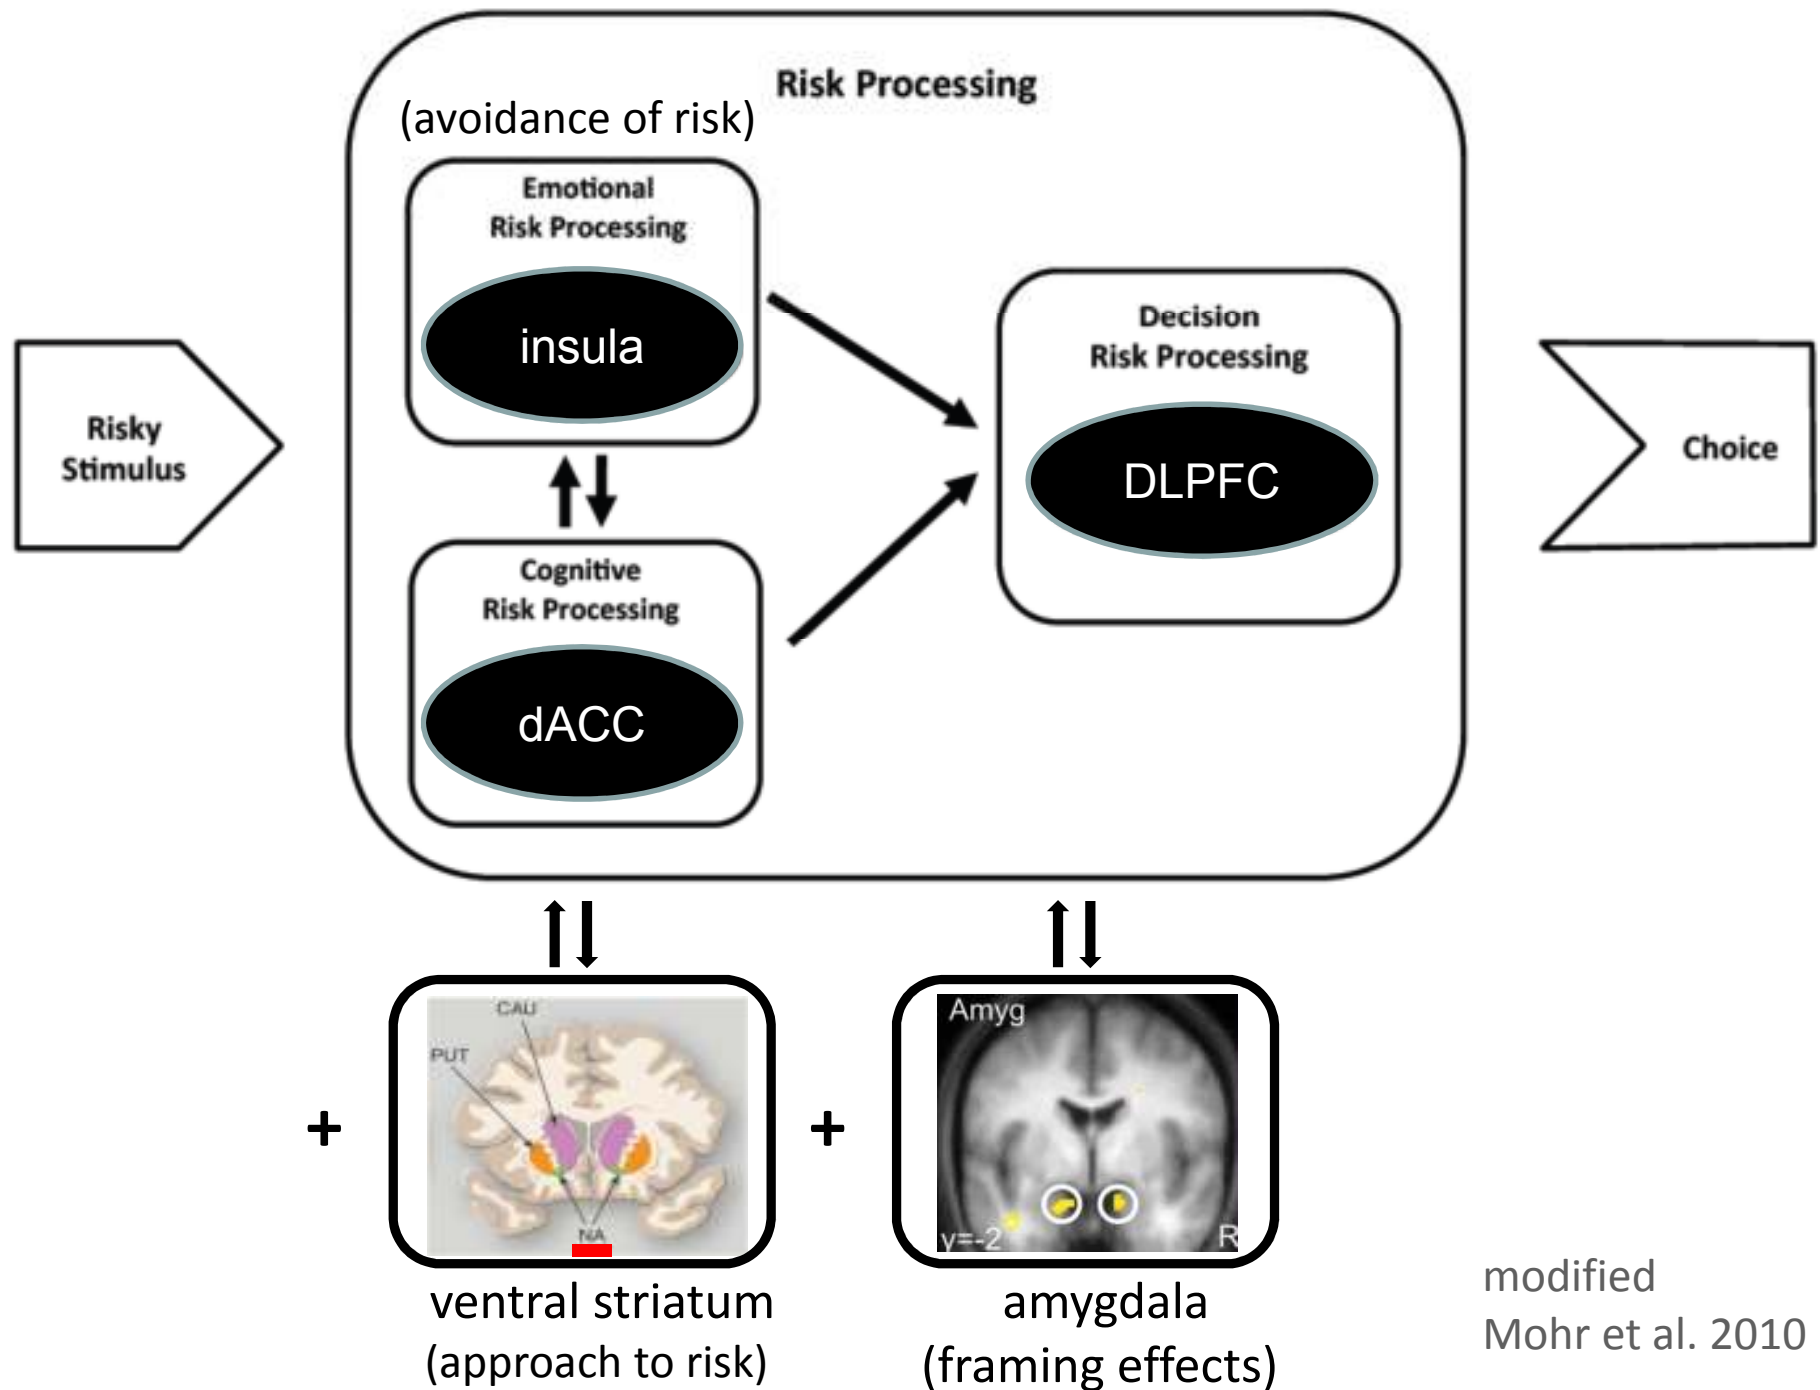 Risk Processing
(avoidance of risk)
Emotional
Risk Processing
insula
Decision
Risk Processing
DLPFC
Risky
Stimulus
Choice
Cognitive
Risk Processing
dACC
CAU
PUT
NA
+
+
Amyg
y=-2
R
ventral striatum
(approach to risk)
amygdala
(framing effects)
modified
Mohr et al. 2010